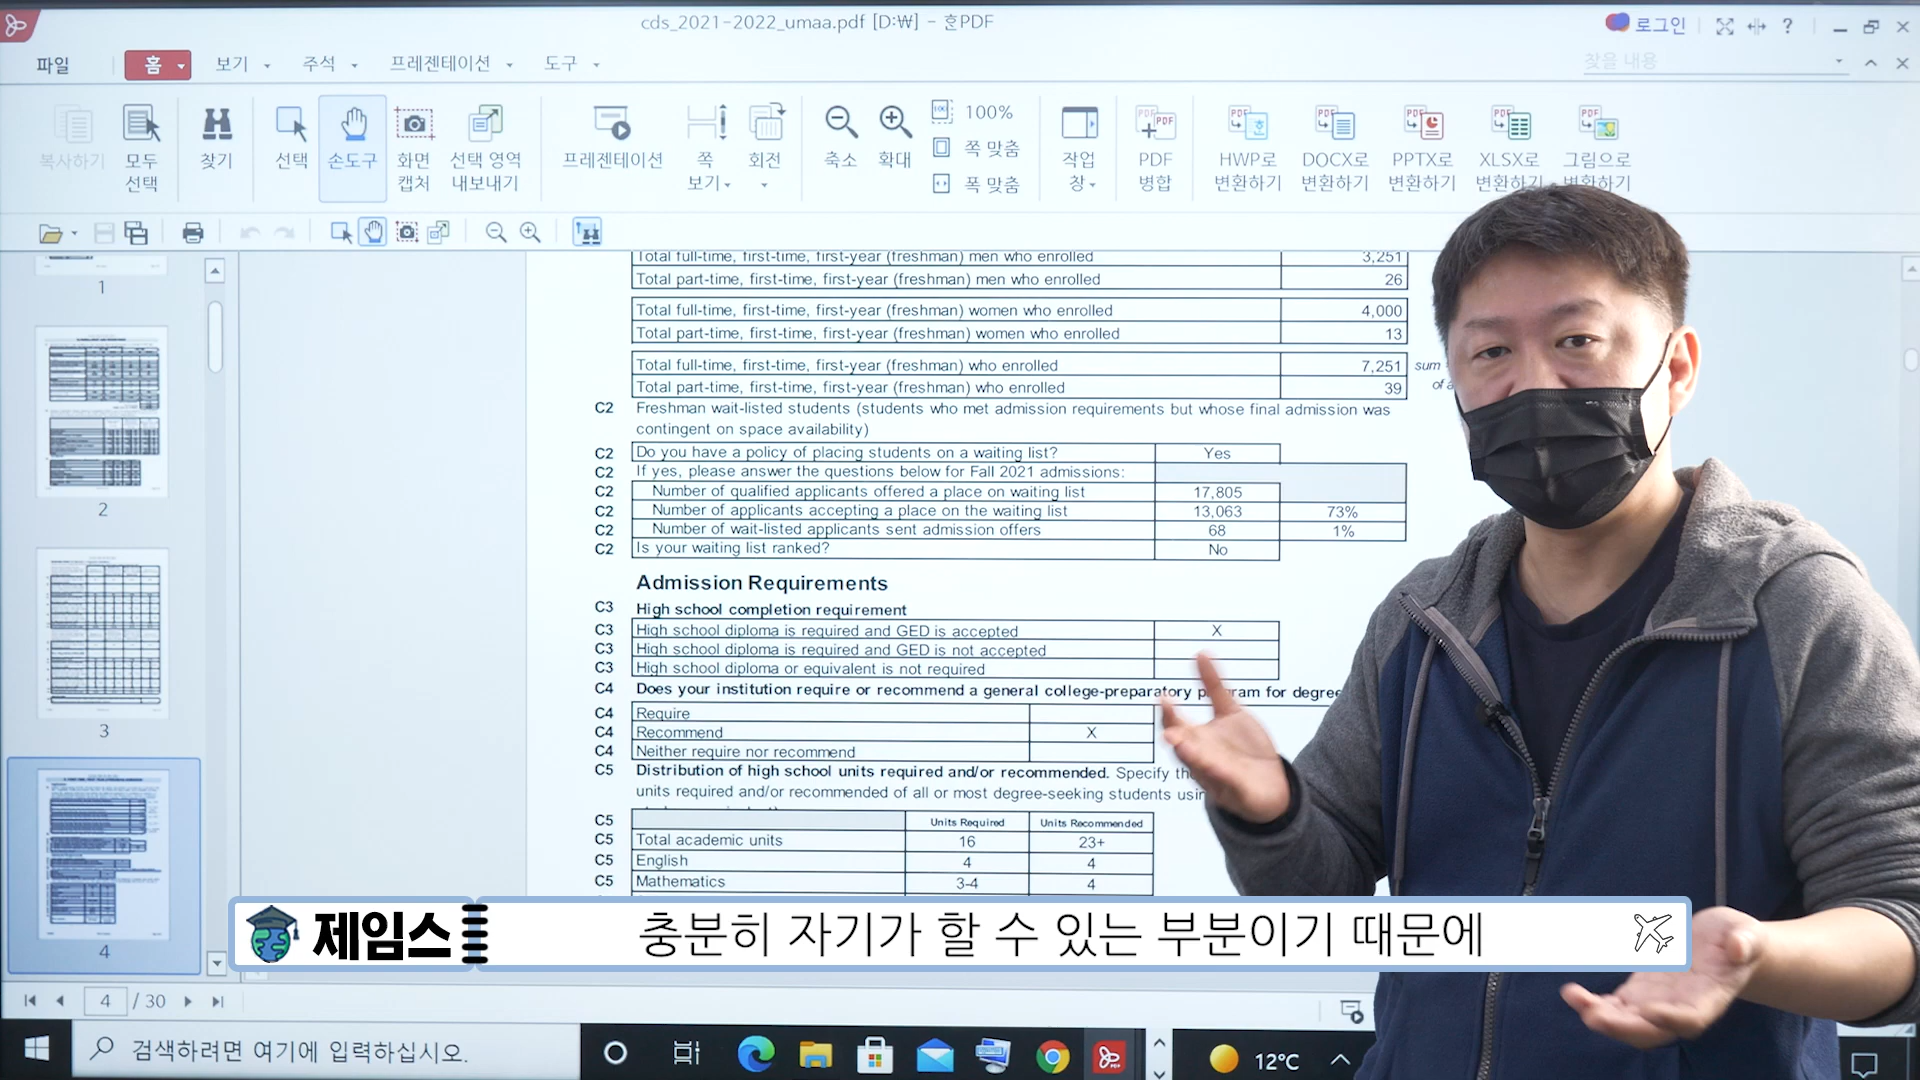 cds_2021-2022_umaa.pdf [D:₩] - 훈PDF
로그인
파일
홈
보기
주석
프레젠테이션
도구
찾을 내용
복사하기
모두 선택
찾기
선택
손도구
화면 캡처
선택 영역 내보내기
프레젠테이션
쪽 보기
회전
축소
확대
100%
쪽 맞춤
폭 맞춤
작업 창
PDF 병합
HWP로 변환하기
DOCX로 변환하기
PPTX로 변환하기
XLSX로 변환하기
그림으로 변환하기
1
2
3
4
Total full-time, first-time, first-year (freshman) men who enrolled 3,251
Total part-time, first-time, first-year (freshman) men who enrolled 26
Total full-time, first-time, first-year (freshman) women who enrolled 4,000
Total part-time, first-time, first-year (freshman) women who enrolled 13
Total full-time, first-time, first-year (freshman) who enrolled 7,251 sum
Total part-time, first-time, first-year (freshman) who enrolled 39 of
C2 Freshman wait-listed students (students who met admission requirements but whose final admission was
contingent on space availability)
C2 Do you have a policy of placing students on a waiting list? Yes
C2 If yes, please answer the questions below for Fall 2021 admissions:
C2 Number of qualified applicants offered a place on waiting list 17,805
C2 Number of applicants accepting a place on the waiting list 13,063 73%
C2 Number of wait-listed applicants sent admission offers 68 1%
C2 Is your waiting list ranked? No
Admission Requirements
C3 High school completion requirement
C3 High school diploma is required and GED is accepted X
C3 High school diploma is required and GED is not accepted
C3 High school diploma or equivalent is not required
C4 Does your institution require or recommend a general college-preparatory program for degree
C4 Require
C4 Recommend X
C4 Neither require nor recommend
C5 Distribution of high school units required and/or recommended. Specify the
units required and/or recommended of all or most degree-seeking students using
C5 Units Required Units Recommended
C5 Total academic units 16 23+
C5 English 4 4
C5 Mathematics 3-4 4
제임스 충분히 자기가 할 수 있는 부분이기 때문에
4 / 30
검색하려면 여기에 입력하십시오.
12°C